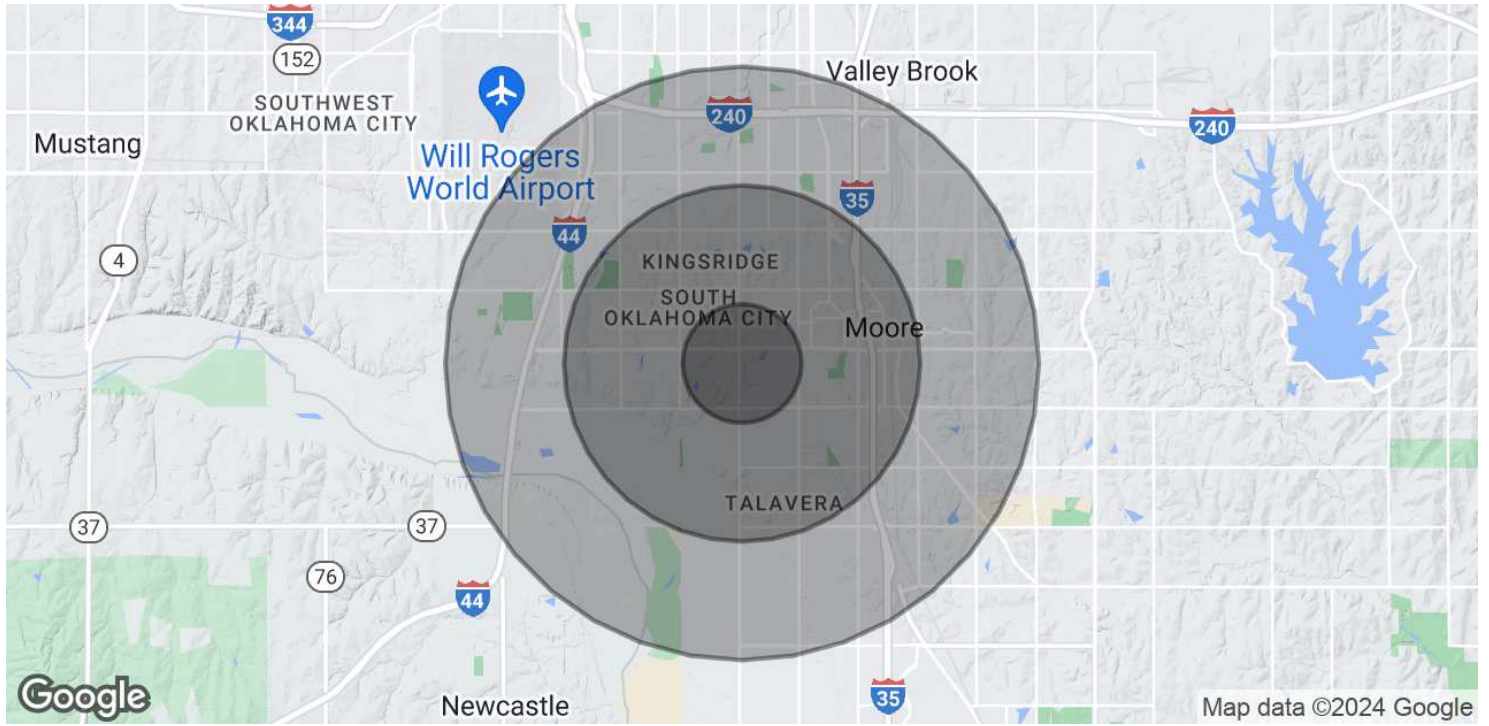 344
152
Valley Brook
SOUTHWEST
OKLAHOMA CITY
240
240
Mustang
Will Rogers
World Airport
35
44
4
KINGSRIDGE
SOUTH
OKLAHOMA CITY
Moore
TALAVERA
37
37
76
44
Google
Newcastle
35
Map data ©2024 Google